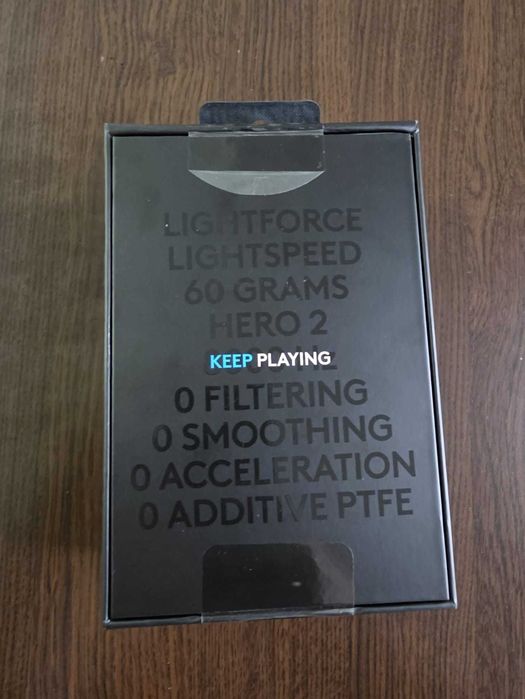 LIGHTFORCE
LIGHTSPEED
60 GRAMS
HERO 2
KEEP PLAYING
0 FILTERING
0 SMOOTHING
0 ACCELERATION
0 ADDITIVE PTFE